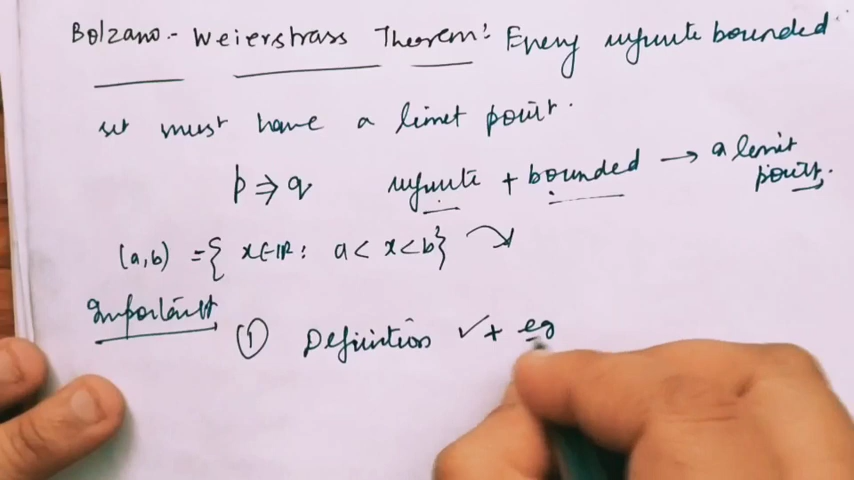 Bolzano:- Weierstrass Theorem: Every infinite bounded
set must have a limit point.
p ⇒ q infinite + bounded → a limit point.
(a,b) = { x∈IR : a < x < b }
Important
① Definition ✓ + eg